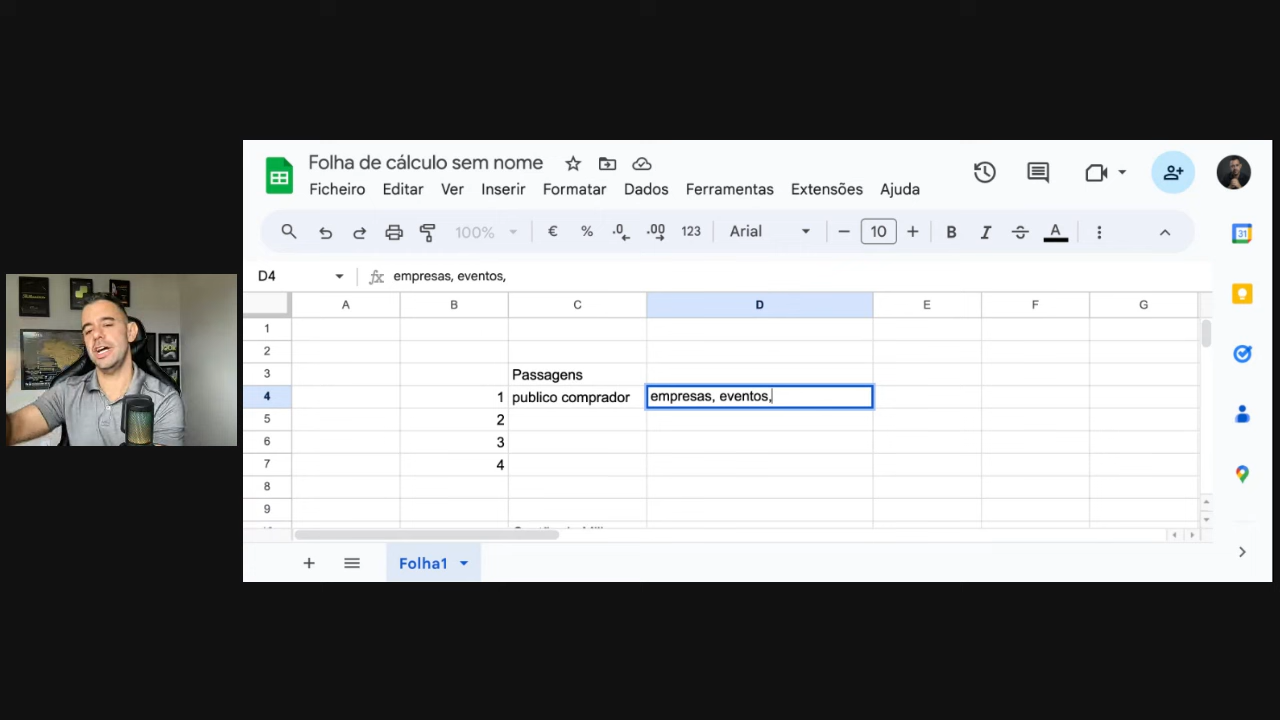 Folha de cálculo sem nome
Ficheiro Editar Ver Inserir Formatar Dados Ferramentas Extensões Ajuda
100% € % .0 .00 123 Arial 10 B I S A
D4 fx empresas, eventos,
A B C D E F G
1
2
3 Passagens
4 1 publico comprador empresas, eventos,
5 2
6 3
7 4
8
9
Folha1
31